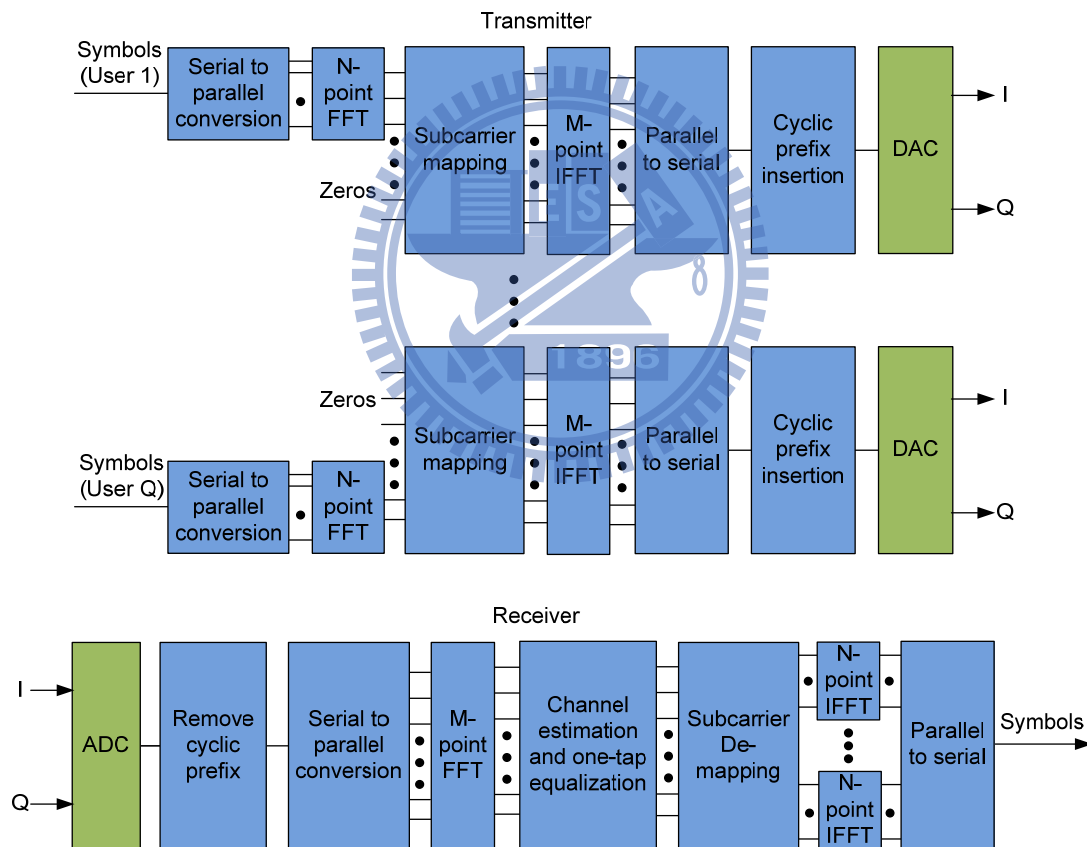 Transmitter
Symbols
(User 1)
Serial to
parallel
conversion
N-
point
FFT
Zeros
Subcarrier
mapping
M-
point
IFFT
Parallel
to serial
Cyclic
prefix
insertion
DAC
I
Q
ESA
1896
Zeros
Symbols
(User Q)
Serial to
parallel
conversion
N-
point
FFT
Subcarrier
mapping
M-
point
IFFT
Parallel
to serial
Cyclic
prefix
insertion
DAC
I
Q
Receiver
I
Q
ADC
Remove
cyclic
prefix
Serial to
parallel
conversion
M-
point
FFT
Channel
estimation
and one-tap
equalization
Subcarrier
De-
mapping
N-
point
IFFT
N-
point
IFFT
Parallel
to serial
Symbols